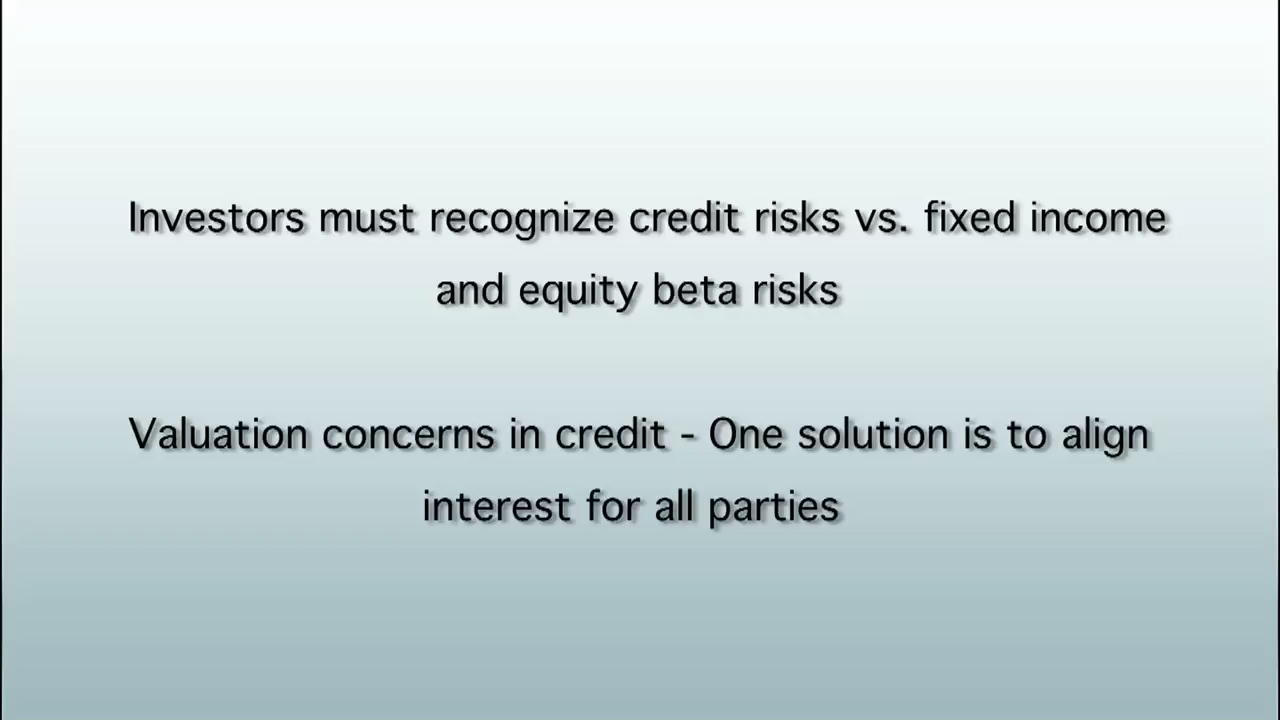 Investors must recognize credit risks vs. fixed income
and equity beta risks
Valuation concerns in credit - One solution is to align
interest for all parties